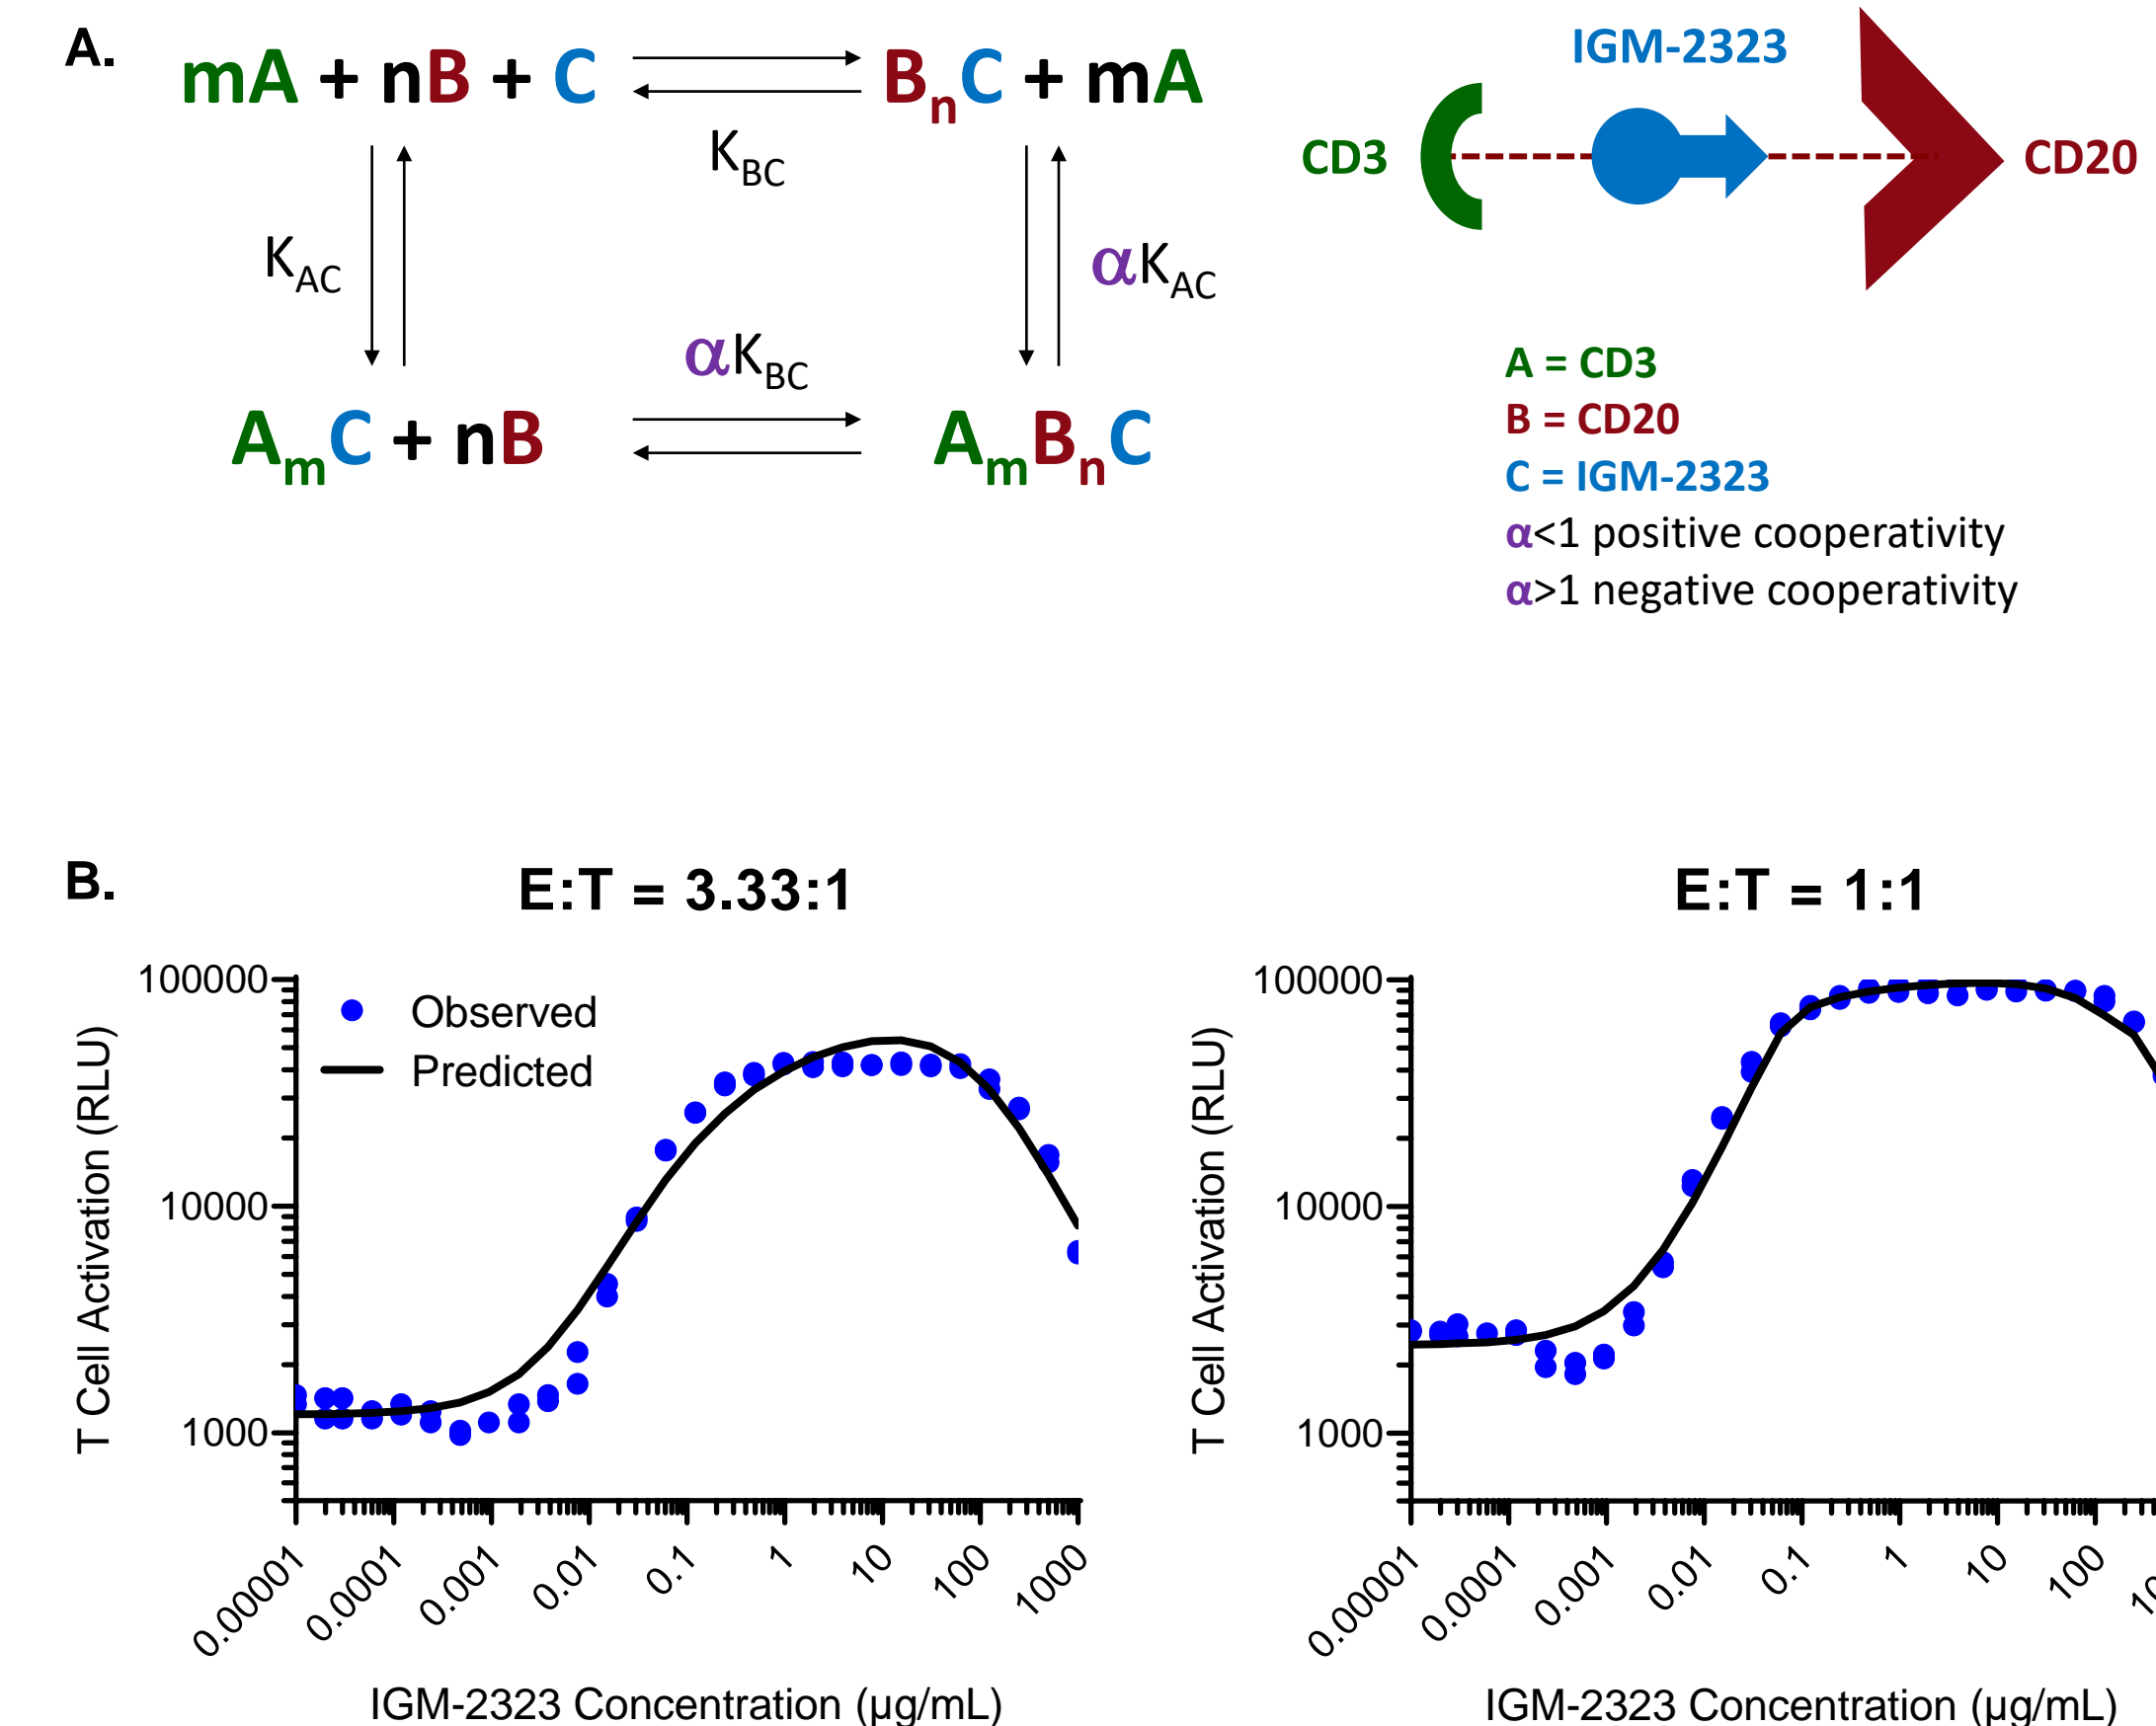 A.
mA + nB + C
BnC + mA
KBC
KAC
αKAC
αKBC
AmC + nB
AmBnC
IGM-2323
CD3
CD20
A = CD3
B = CD20
C = IGM-2323
α<1 positive cooperativity
α>1 negative cooperativity
B.
E:T = 3.33:1
T Cell Activation (RLU)
100000
10000
1000
Observed
Predicted
0.00001
0.0001
0.001
0.01
0.1
1
10
100
1000
IGM-2323 Concentration (µg/mL)
E:T = 1:1
T Cell Activation (RLU)
100000
10000
1000
0.00001
0.0001
0.001
0.01
0.1
1
10
100
IGM-2323 Concentration (µg/mL)